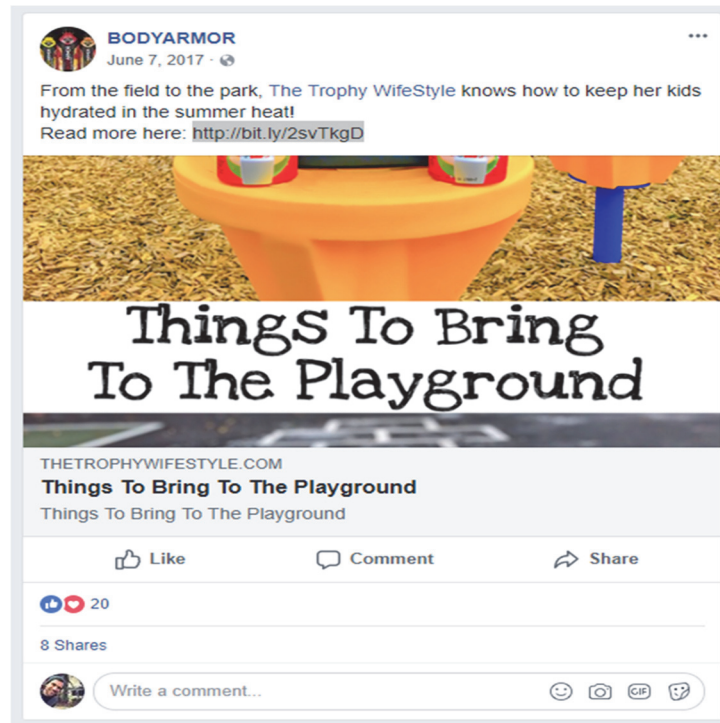 BODYARMOR
June 7, 2017 ·
From the field to the park, The Trophy WifeStyle knows how to keep her kids
hydrated in the summer heat!
Read more here: http://bit.ly/2svTkgD
Things To Bring
To The Playground
THETROPHYWIFESTYLE.COM
Things To Bring To The Playground
Things To Bring To The Playground
Like Comment Share
20
8 Shares
Write a comment... GIF